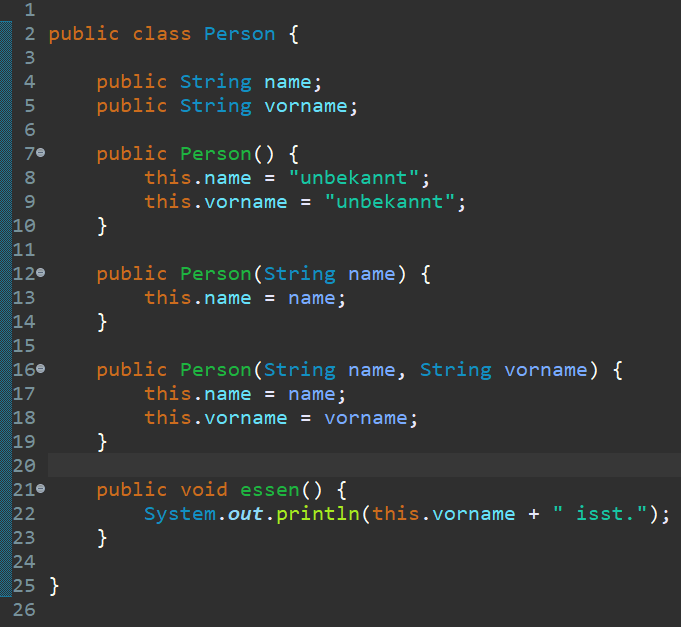 1
2 public class Person {
3
4     public String name;
5     public String vorname;
6
7     public Person() {
8         this.name = "unbekannt";
9         this.vorname = "unbekannt";
10     }
11
12     public Person(String name) {
13         this.name = name;
14     }
15
16     public Person(String name, String vorname) {
17         this.name = name;
18         this.vorname = vorname;
19     }
20
21     public void essen() {
22         System.out.println(this.vorname + " isst.");
23     }
24
25 }
26